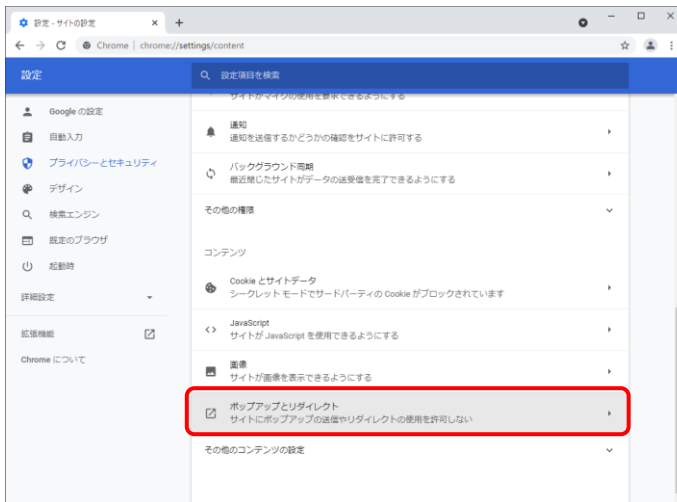 設定 - サイトの設定
Chrome | chrome://settings/content
設定
設定項目を検索
Google の設定
自動入力
プライバシーとセキュリティ
デザイン
検索エンジン
既定のブラウザ
起動時
詳細設定
拡張機能
Chrome について
サイトがマイクの使用を要求できるようにする
通知
通知を送信するかどうかの確認をサイトに許可する
バックグラウンド同期
最近閉じたサイトがデータの送受信を完了できるようにする
その他の権限
コンテンツ
Cookie とサイトデータ
シークレット モードでサードパーティの Cookie がブロックされています
JavaScript
サイトが JavaScript を使用できるようにする
画像
サイトが画像を表示できるようにする
ポップアップとリダイレクト
サイトにポップアップの送信やリダイレクトの使用を許可しない
その他のコンテンツの設定